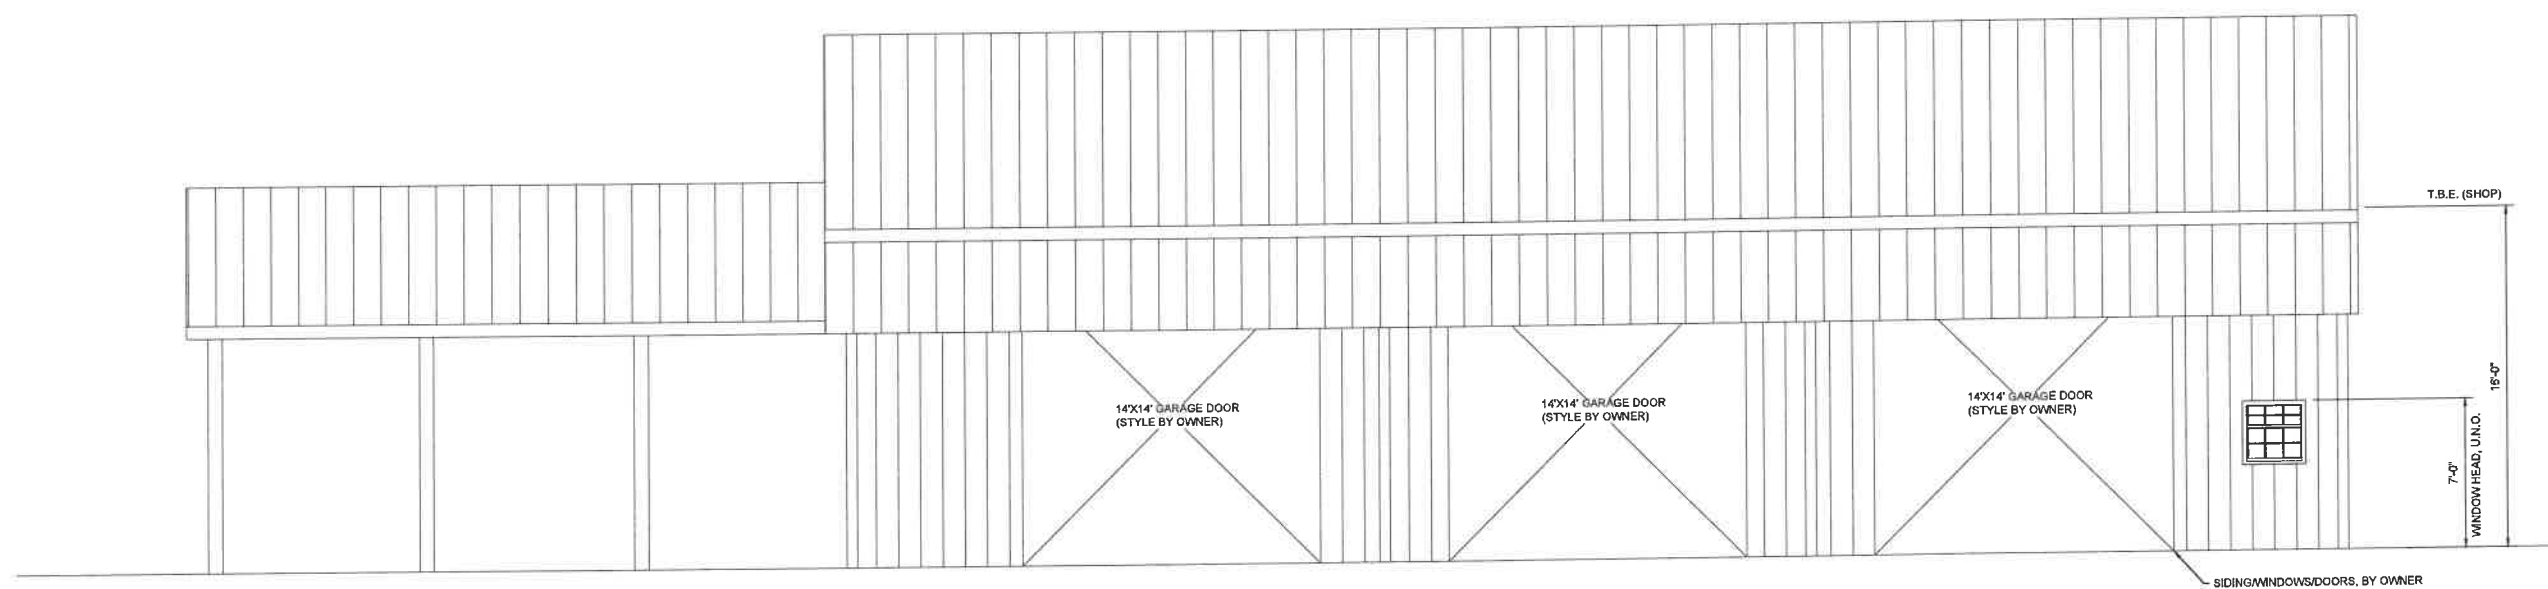 T.B.E. (SHOP)
16'-0"
7'-0"
WINDOW HEAD, U.N.O.
14'X14' GARAGE DOOR
(STYLE BY OWNER)
14'X14' GARAGE DOOR
(STYLE BY OWNER)
14'X14' GARAGE DOOR
(STYLE BY OWNER)
SIDING/WINDOWS/DOORS, BY OWNER